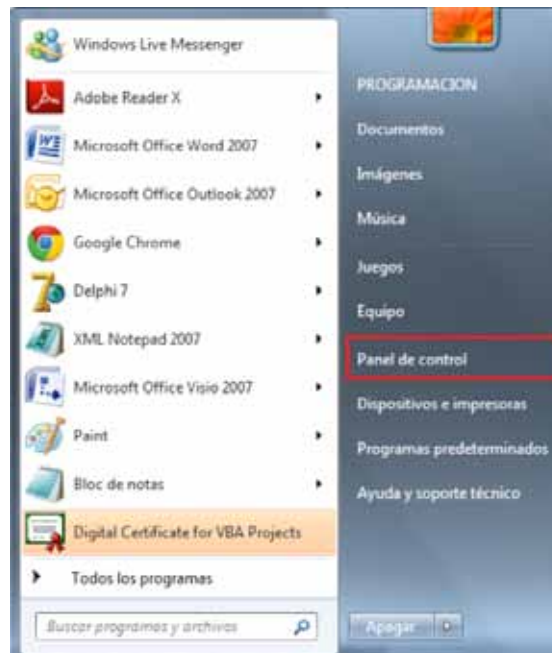 Windows Live Messenger
Adobe Reader X
Microsoft Office Word 2007
Microsoft Office Outlook 2007
Google Chrome
Delphi 7
XML Notepad 2007
Microsoft Office Visio 2007
Paint
Bloc de notas
Digital Certificate for VBA Projects
Todos los programas
Buscar programas y archivos
PROGRAMACION
Documentos
Imágenes
Música
Juegos
Equipo
Panel de control
Dispositivos e impresoras
Programas predeterminados
Ayuda y soporte técnico
Apagar